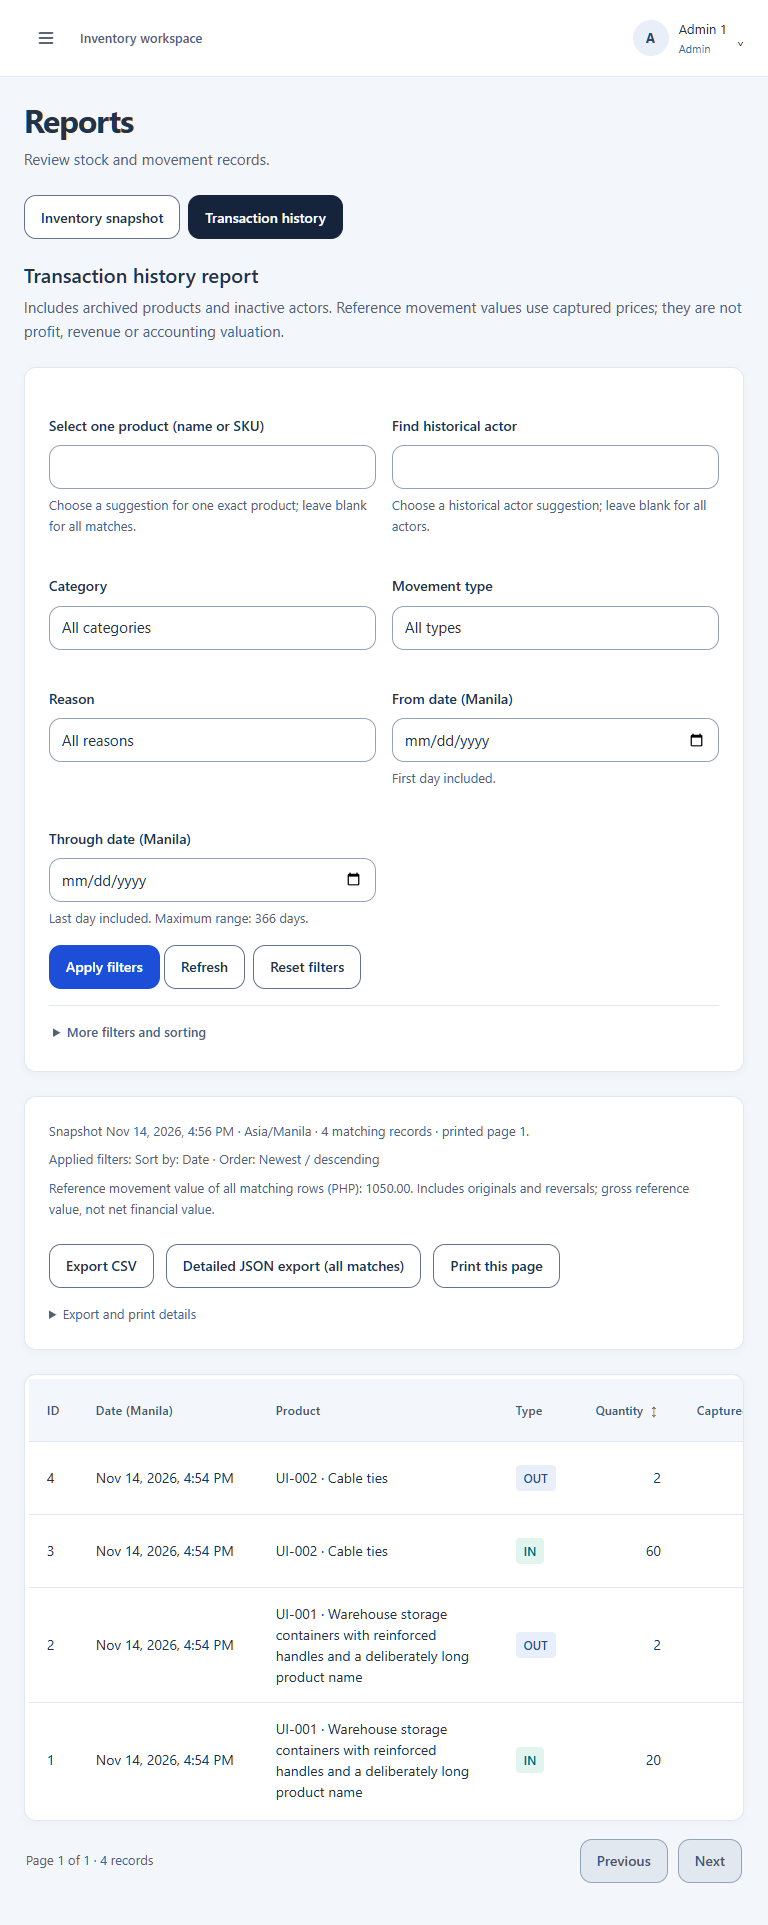 Inventory workspace
A
Admin 1
Admin
Reports
Review stock and movement records.
Inventory snapshot
Transaction history
Transaction history report
Includes archived products and inactive actors. Reference movement values use captured prices; they are not
profit, revenue or accounting valuation.
Select one product (name or SKU)
Find historical actor
Choose a suggestion for one exact product; leave blank
for all matches.
Choose a historical actor suggestion; leave blank for all
actors.
Category
Movement type
All categories
All types
Reason
From date (Manila)
All reasons
mm/dd/yyyy
First day included.
Through date (Manila)
mm/dd/yyyy
Last day included. Maximum range: 366 days.
Apply filters
Refresh
Reset filters
More filters and sorting
Snapshot Nov 14, 2026, 4:56 PM · Asia/Manila · 4 matching records · printed page 1.
Applied filters: Sort by: Date · Order: Newest / descending
Reference movement value of all matching rows (PHP): 1050.00. Includes originals and reversals; gross reference
value, not net financial value.
Export CSV
Detailed JSON export (all matches)
Print this page
Export and print details
ID Date (Manila) Product Type Quantity ↕ Capture
4 Nov 14, 2026, 4:54 PM UI-002 · Cable ties OUT 2
3 Nov 14, 2026, 4:54 PM UI-002 · Cable ties IN 60
UI-001 · Warehouse storage
containers with reinforced
2 Nov 14, 2026, 4:54 PM handles and a deliberately long OUT 2
product name
UI-001 · Warehouse storage
containers with reinforced
1 Nov 14, 2026, 4:54 PM handles and a deliberately long IN 20
product name
Page 1 of 1 · 4 records
Previous
Next